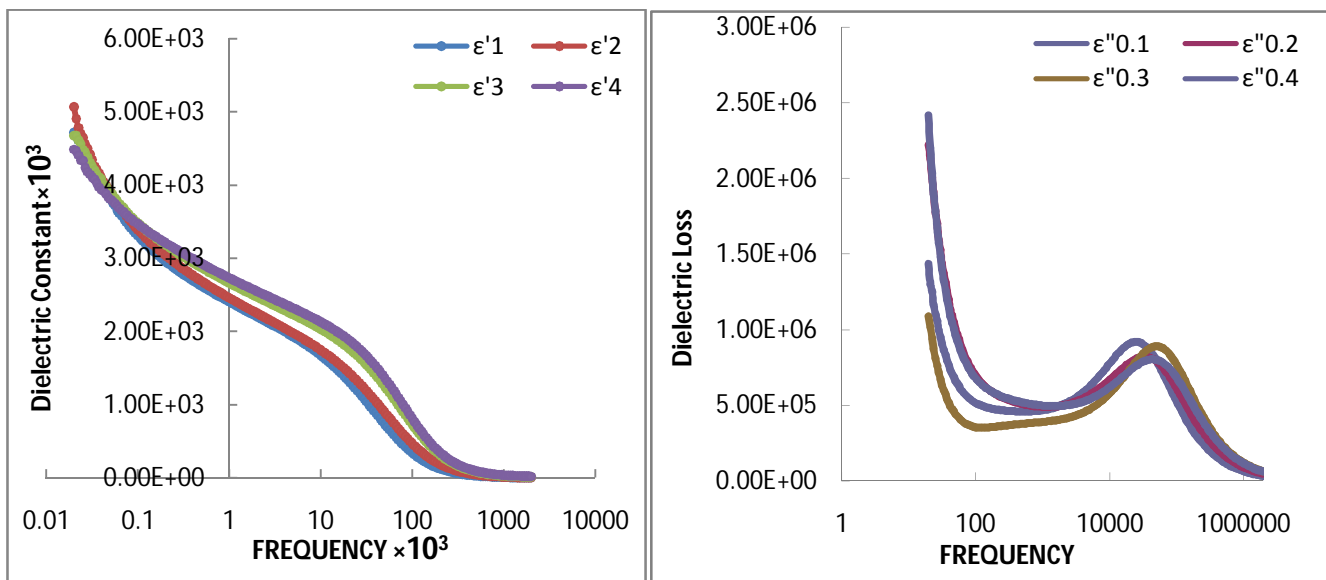 6.00E+03
5.00E+03
4.00E+03
3.00E+03
2.00E+03
1.00E+03
0.00E+00
Dielectric Constant×10³
ε'1 ε'2
ε'3 ε'4
0.01 0.1 1 10 100 1000 10000
FREQUENCY ×10³
3.00E+06
2.50E+06
2.00E+06
1.50E+06
1.00E+06
5.00E+05
0.00E+00
Dielectric Loss
ε"0.1 ε"0.2
ε"0.3 ε"0.4
1 100 10000 1000000
FREQUENCY